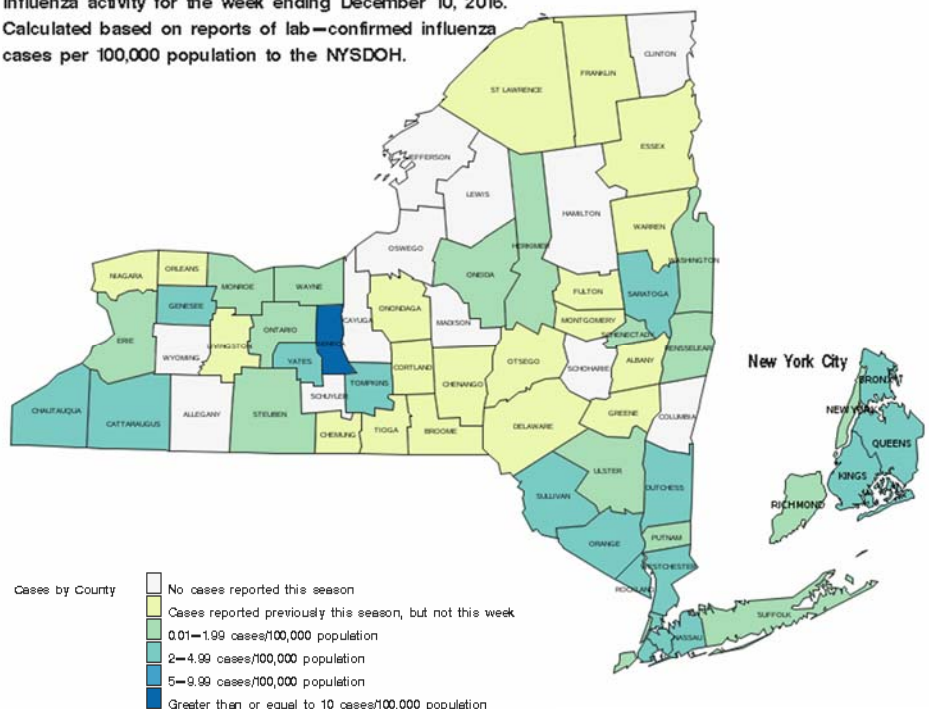 Influenza activity for the week ending December 10, 2016.
Calculated based on reports of lab-confirmed influenza
cases per 100,000 population to the NYSDOH.
CLINTON
FRANKLIN
ST LAWRENCE
ESSEX
JEFFERSON
LEWIS
HAMILTON
WARREN
OSWEGO
HERKIMER
WASHINGTON
ONEIDA
NIAGARA
ORLEANS
MONROE
WAYNE
FULTON
SARATOGA
GENESEE
ONONDAGA
CAYUGA
MADISON
MONTGOMERY
ONTARIO
SCHENECTADY
ERIE
LIVINGSTON
SENECA
RENSSELEAR
WYOMING
YATES
OTSEGO
ALBANY
SCHOHARIE
CORTLAND
New York City
TOMPKINS
CHENANGO
BRONX
SCHUYLER
CHAUTAUQUA
CATTARAUGUS
ALLEGANY
STEUBEN
GREENE
COLUMBIA
NEW YORK
DELAWARE
TIOGA
BROOME
CHEMUNG
QUEENS
ULSTER
KINGS
DUTCHESS
SULLIVAN
RICHMOND
PUTNAM
ORANGE
WESTCHESTER
ROCKLAND
SUFFOLK
NASSAU
Cases by County
No cases reported this season
Cases reported previously this season, but not this week
0.01-1.99 cases/100,000 population
2-4.99 cases/100,000 population
5-9.99 cases/100,000 population
Greater than or equal to 10 cases/100,000 population